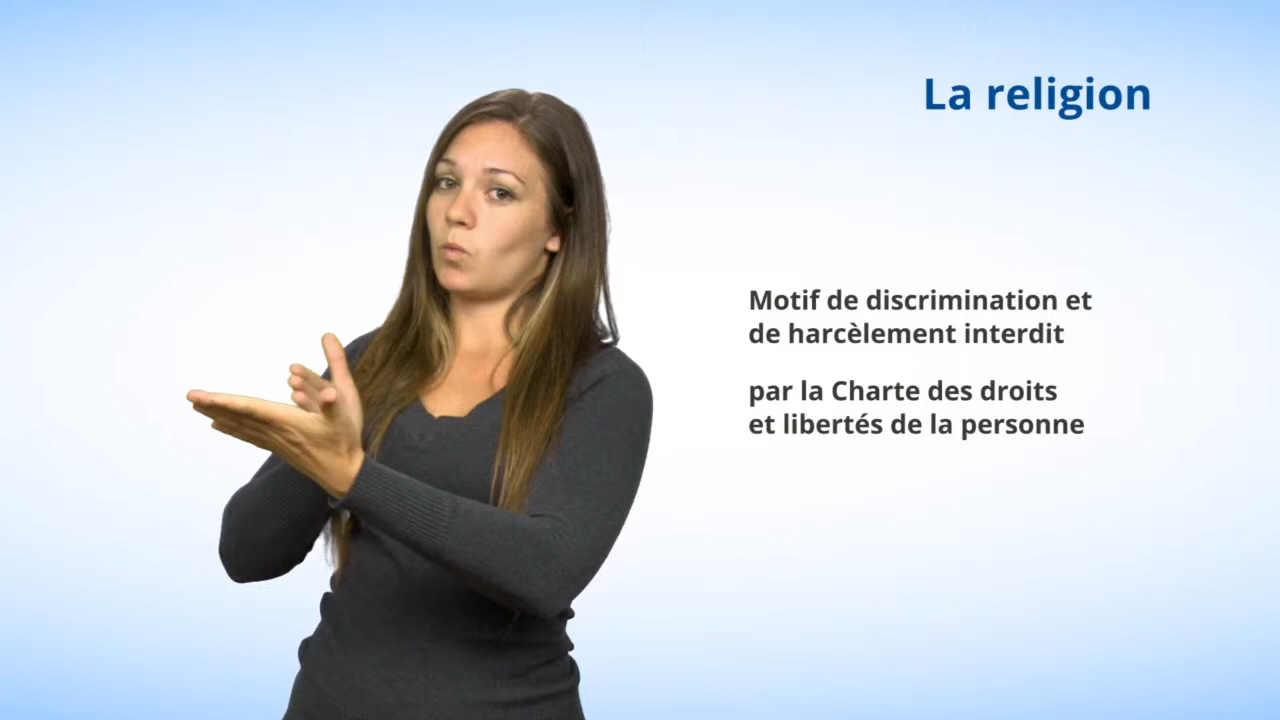 La religion
Motif de discrimination et
de harcèlement interdit
par la Charte des droits
et libertés de la personne